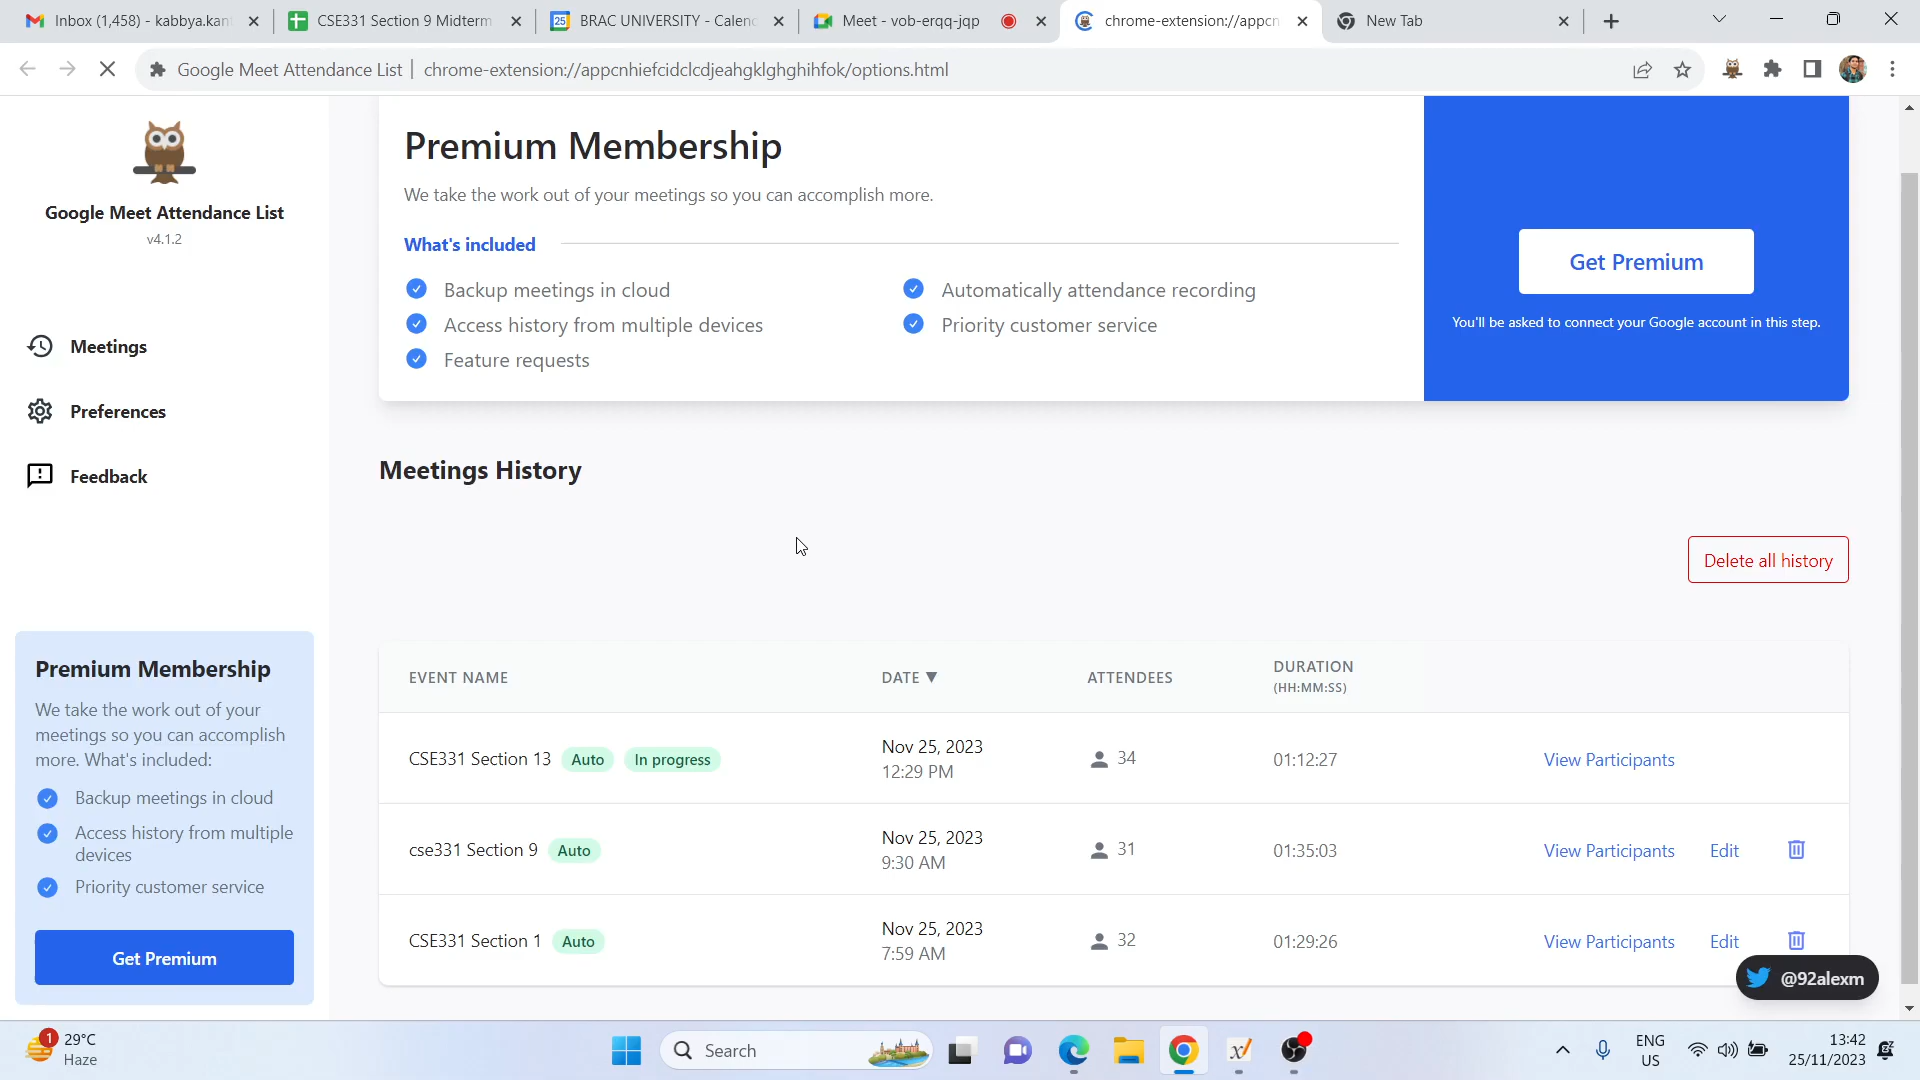 Inbox (1,458) - kabbya.kan
CSE331 Section 9 Midterm
25
BRAC UNIVERSITY - Calend
Meet - vob-erqq-jqp
chrome-extension://appcn
New Tab
Google Meet Attendance List | chrome-extension://appcnhiefcidclcdjeahgklghghihfok/options.html
Google Meet Attendance List
v4.1.2
Meetings
Preferences
Feedback
Premium Membership
We take the work out of your
meetings so you can accomplish
more. What's included:
Backup meetings in cloud
Access history from multiple
devices
Priority customer service
Get Premium
Premium Membership
We take the work out of your meetings so you can accomplish more.
What's included
Backup meetings in cloud
Automatically attendance recording
Access history from multiple devices
Priority customer service
Feature requests
Get Premium
You'll be asked to connect your Google account in this step.
Meetings History
Delete all history
EVENT NAME DATE ▼ ATTENDEES DURATION
(HH:MM:SS)
CSE331 Section 13 Auto In progress Nov 25, 2023 34 01:12:27 View Participants
12:29 PM
cse331 Section 9 Auto Nov 25, 2023 31 01:35:03 View Participants Edit
9:30 AM
CSE331 Section 1 Auto Nov 25, 2023 32 01:29:26 View Participants Edit
7:59 AM
@92alexm
1
29°C
Haze
Search
ENG
US
13:42
25/11/2023